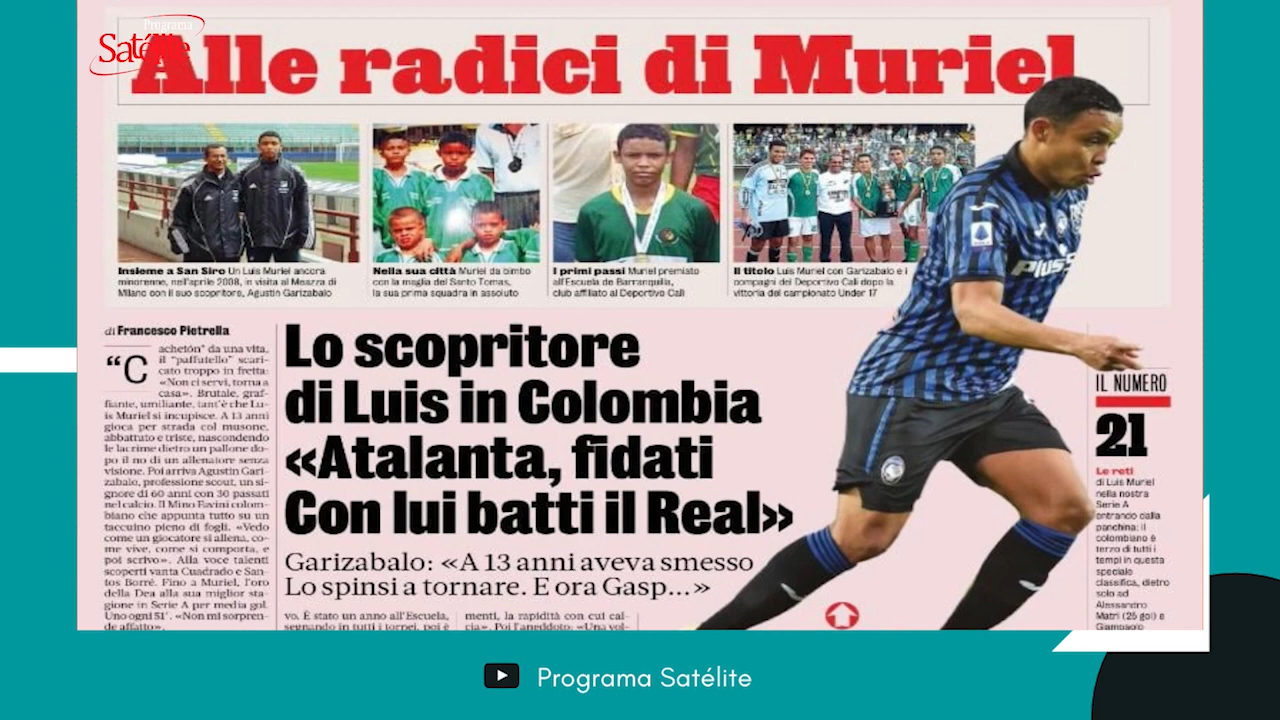 Programa
Satélite
Alle radici di Muriel
Insieme a San Siro Un Luis Muriel ancora
minorenne, nell'aprile 2008, in visita al Meazza di
Milano con il suo scopritore, Agustin Garizabalo
Nella sua città Muriel da bimbo
con la maglia del Santo Tomas,
la sua prima squadra in assoluto
I primi passi Muriel premiato
all'Escuela de Barranquilla,
club affiliato al Deportivo Cali
Il titolo Luis Muriel con Garizabalo e i
compagni del Deportivo Cali dopo la
vittoria del campionato Under 17
di Francesco Pietrella
“C
achetón" da una vita,
il "paffutello" scari-
cato troppo in fretta:
«Non ci servi, torna a
casa». Brutale, graf-
fiante, umiliante, tant'è che Lu-
is Muriel si incupisce. A 13 anni
gioca per strada col musone,
abbattuto e triste, nascondendo
le lacrime dietro un pallone do-
po il no di un allenatore senza
visione. Poi arriva Agustin Gari-
zabalo, professione scout, un si-
gnore di 60 anni con 30 passati
nel calcio. Il Mino Favini colom-
biano che appunta tutto su un
taccuino pieno di fogli. «Vedo
come un giocatore si allena, co-
me vive, come si comporta, e
poi scrivo». Alla voce talenti
scoperti vanta Cuadrado e San-
tos Borré. Fino a Muriel, l'oro
della Dea alla sua miglior sta-
gione in Serie A per media gol.
Uno ogni 51'. «Non mi sorpren-
de affatto».
Lo scopritore
di Luis in Colombia
«Atalanta, fidati
Con lui batti il Real»
Garizabalo: «A 13 anni aveva smesso
Lo spinsi a tornare. E ora Gasp...»
vo. È stato un anno all'Escuela,
segnando in tutti i tornei, poi è
menti, la rapidità con cui cal-
cia». Poi l'aneddoto: «Una vol-
Plus
IL NUMERO
21
Le reti
di Luis Muriel
nella nostra
Serie A
entrando dalla
panchina: il
colombiano è
terzo di tutti i
tempi in questa
speciale
classifica, dietro
solo ad
Alessandro
Matri (25 gol) e
Giampaolo
Programa Satélite